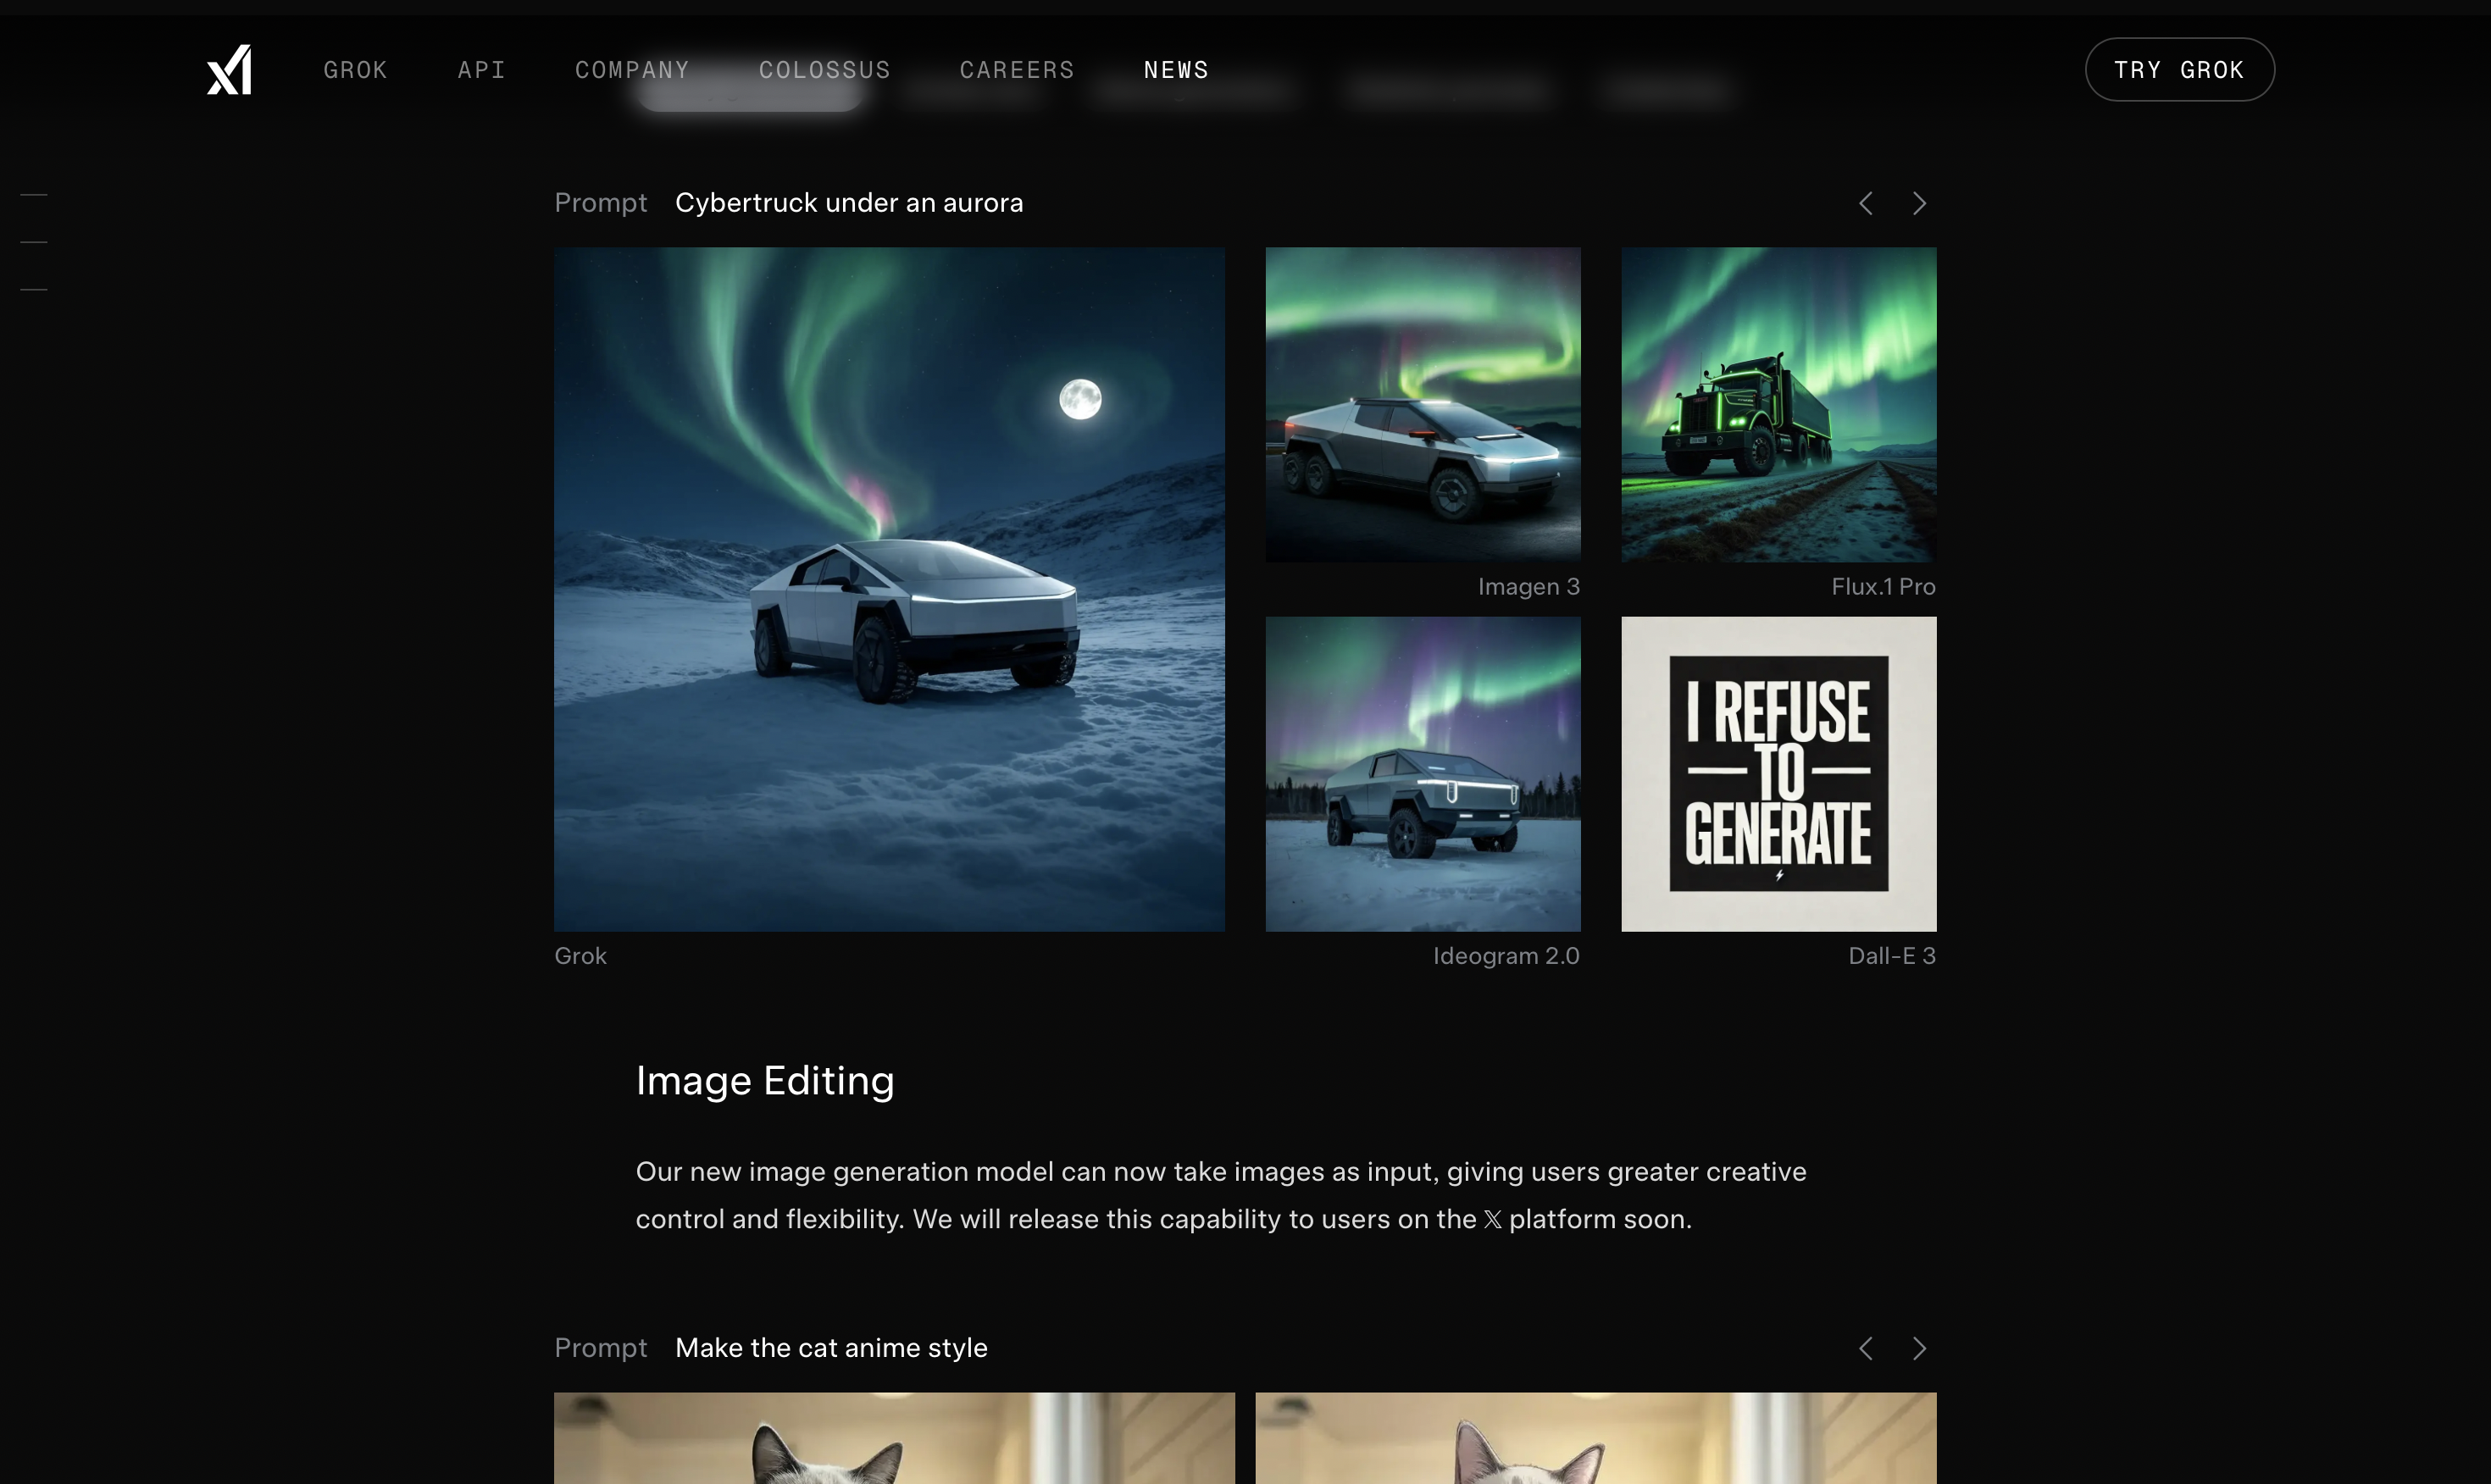 GROK
API
COMPANY
COLOSSUS
CAREERS
NEWS
TRY GROK
Prompt Cybertruck under an aurora
Imagen 3
Flux.1 Pro
I REFUSE
TO
GENERATE
Grok
Ideogram 2.0
Dall-E 3
Image Editing
Our new image generation model can now take images as input, giving users greater creative
control and flexibility. We will release this capability to users on the 𝕏 platform soon.
Prompt Make the cat anime style